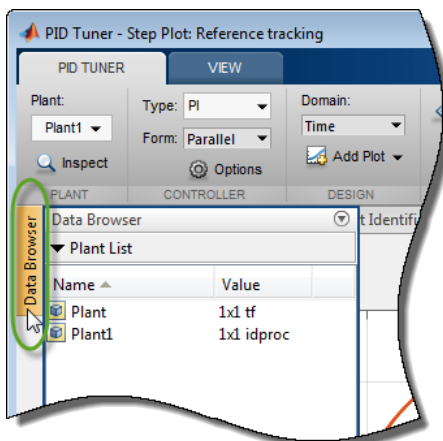 PID Tuner - Step Plot: Reference tracking
PID TUNER VIEW
Plant: Type: PI Domain:
Plant1 Form: Parallel Time
Inspect Options Add Plot
PLANT CONTROLLER DESIGN
Data Browser
Data Browser
Plant List
Name Value
Plant 1x1 tf
Plant1 1x1 idproc